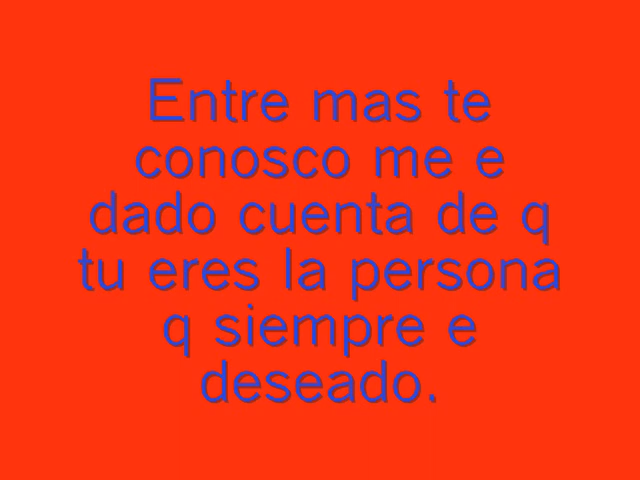 Entre mas te
conosco me e
dado cuenta de q
tu eres la persona
q siempre e
deseado.